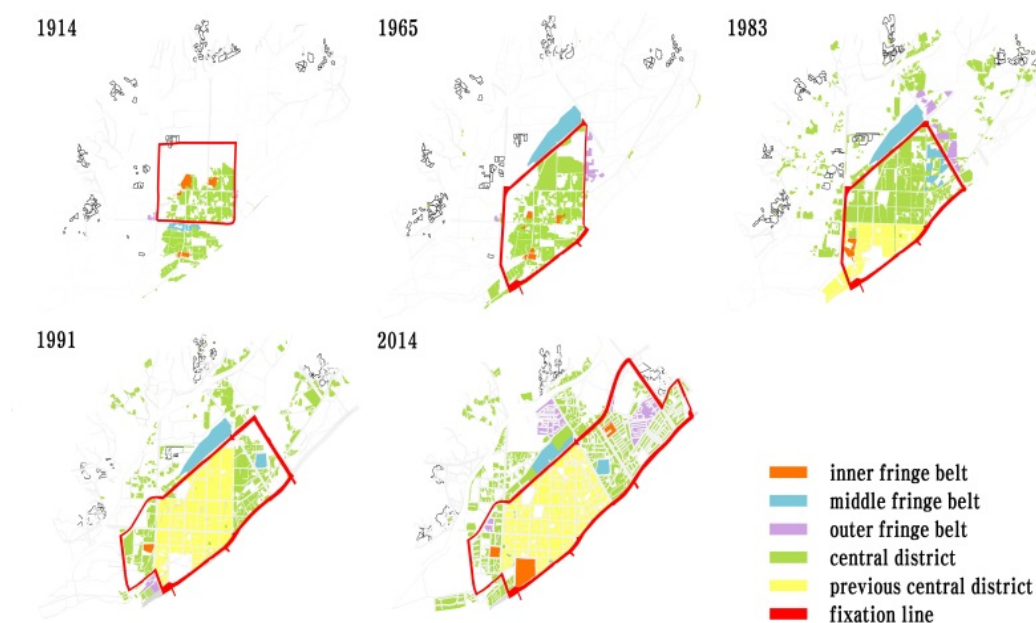 1914
1965
1983
1991
2014
inner fringe belt
middle fringe belt
outer fringe belt
central district
previous central district
fixation line